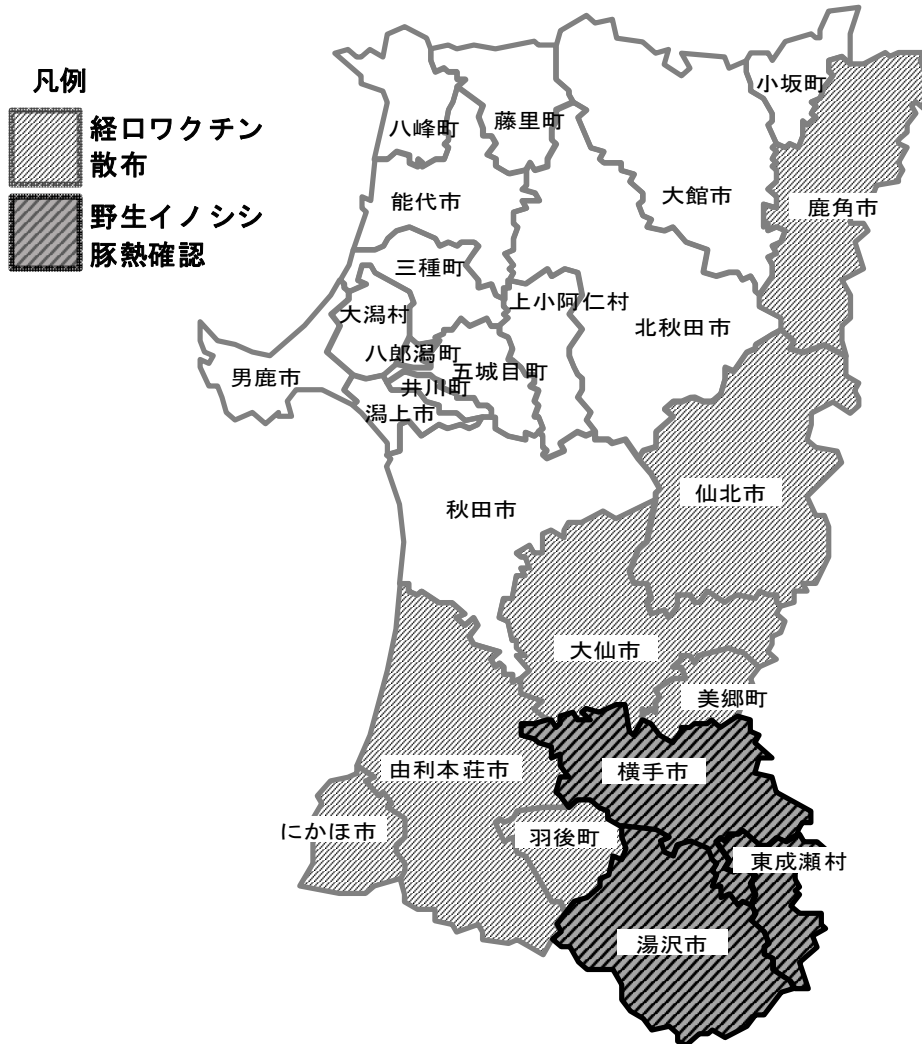 凡例
経口ワクチン
散布
野生イノシシ
豚熱確認
小坂町
八峰町
藤里町
大館市
能代市
鹿角市
三種町
大潟村
上小阿仁村
北秋田市
八郎潟町
五城目町
男鹿市
井川町
潟上市
仙北市
秋田市
大仙市
美郷町
由利本荘市
横手市
にかほ市
羽後町
東成瀬村
湯沢市